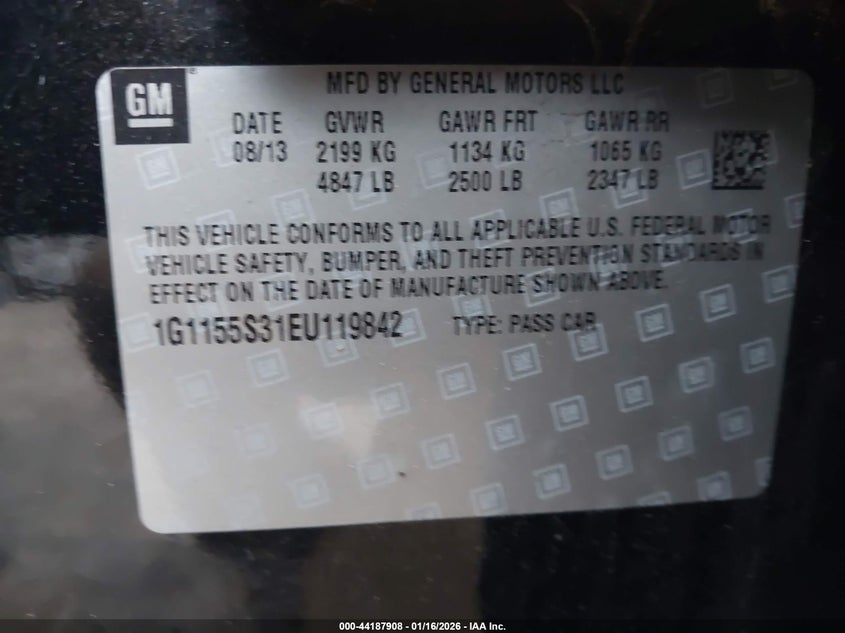 GM
MFD BY GENERAL MOTORS LLC
DATE GVWR GAWR FRT GAWR RR
08/13 2199 KG 1134 KG 1065 KG
4847 LB 2500 LB 2347 LB
THIS VEHICLE CONFORMS TO ALL APPLICABLE U.S. FEDERAL MOTOR
VEHICLE SAFETY, BUMPER, AND THEFT PREVENTION STANDARDS IN
EFFECT ON THE DATE OF MANUFACTURE SHOWN ABOVE.
1G1155S31EU119842 TYPE: PASS CAR
000-44187908 - 01/16/2026 - IAA Inc.